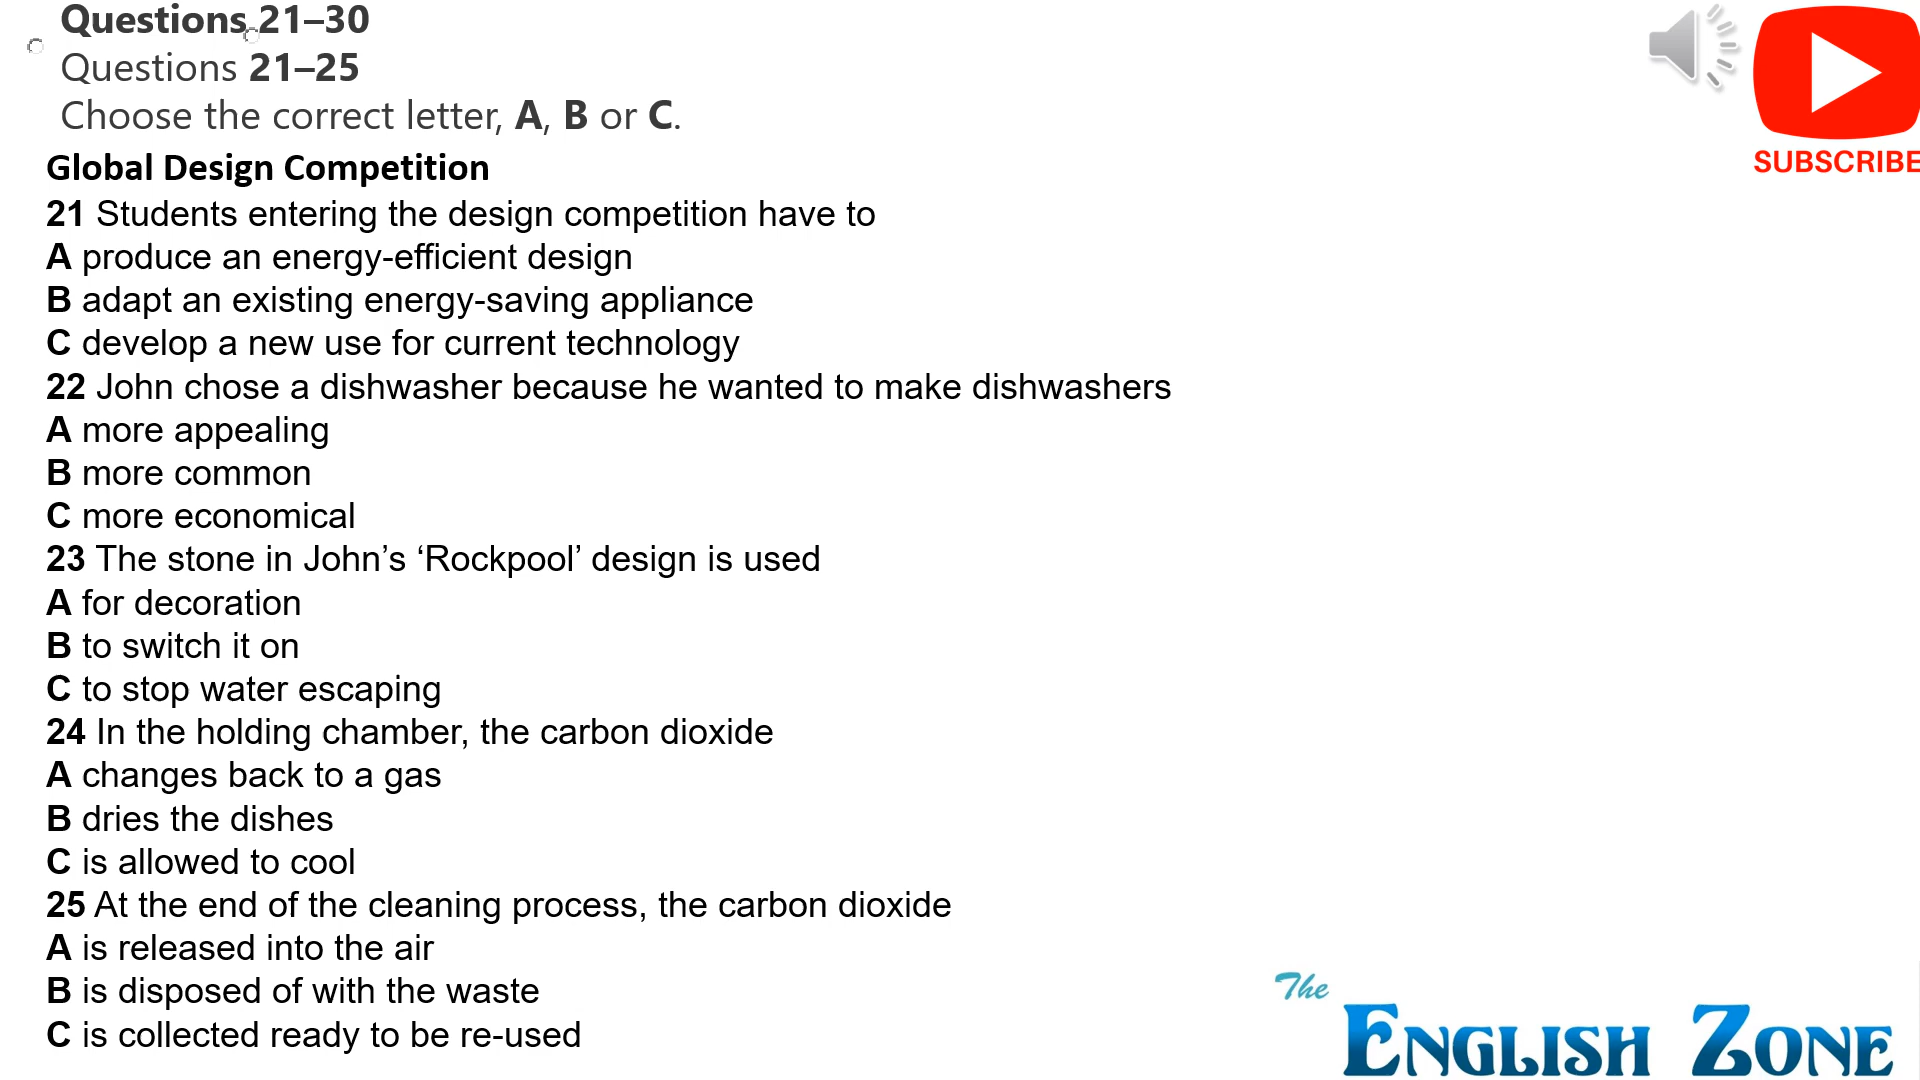 Questions 21–30
Questions 21–25
Choose the correct letter, A, B or C.
Global Design Competition
21 Students entering the design competition have to
A produce an energy-efficient design
B adapt an existing energy-saving appliance
C develop a new use for current technology
22 John chose a dishwasher because he wanted to make dishwashers
A more appealing
B more common
C more economical
23 The stone in John’s ‘Rockpool’ design is used
A for decoration
B to switch it on
C to stop water escaping
24 In the holding chamber, the carbon dioxide
A changes back to a gas
B dries the dishes
C is allowed to cool
25 At the end of the cleaning process, the carbon dioxide
A is released into the air
B is disposed of with the waste
C is collected ready to be re-used
SUBSCRIBE
The
ENGLISH ZONE